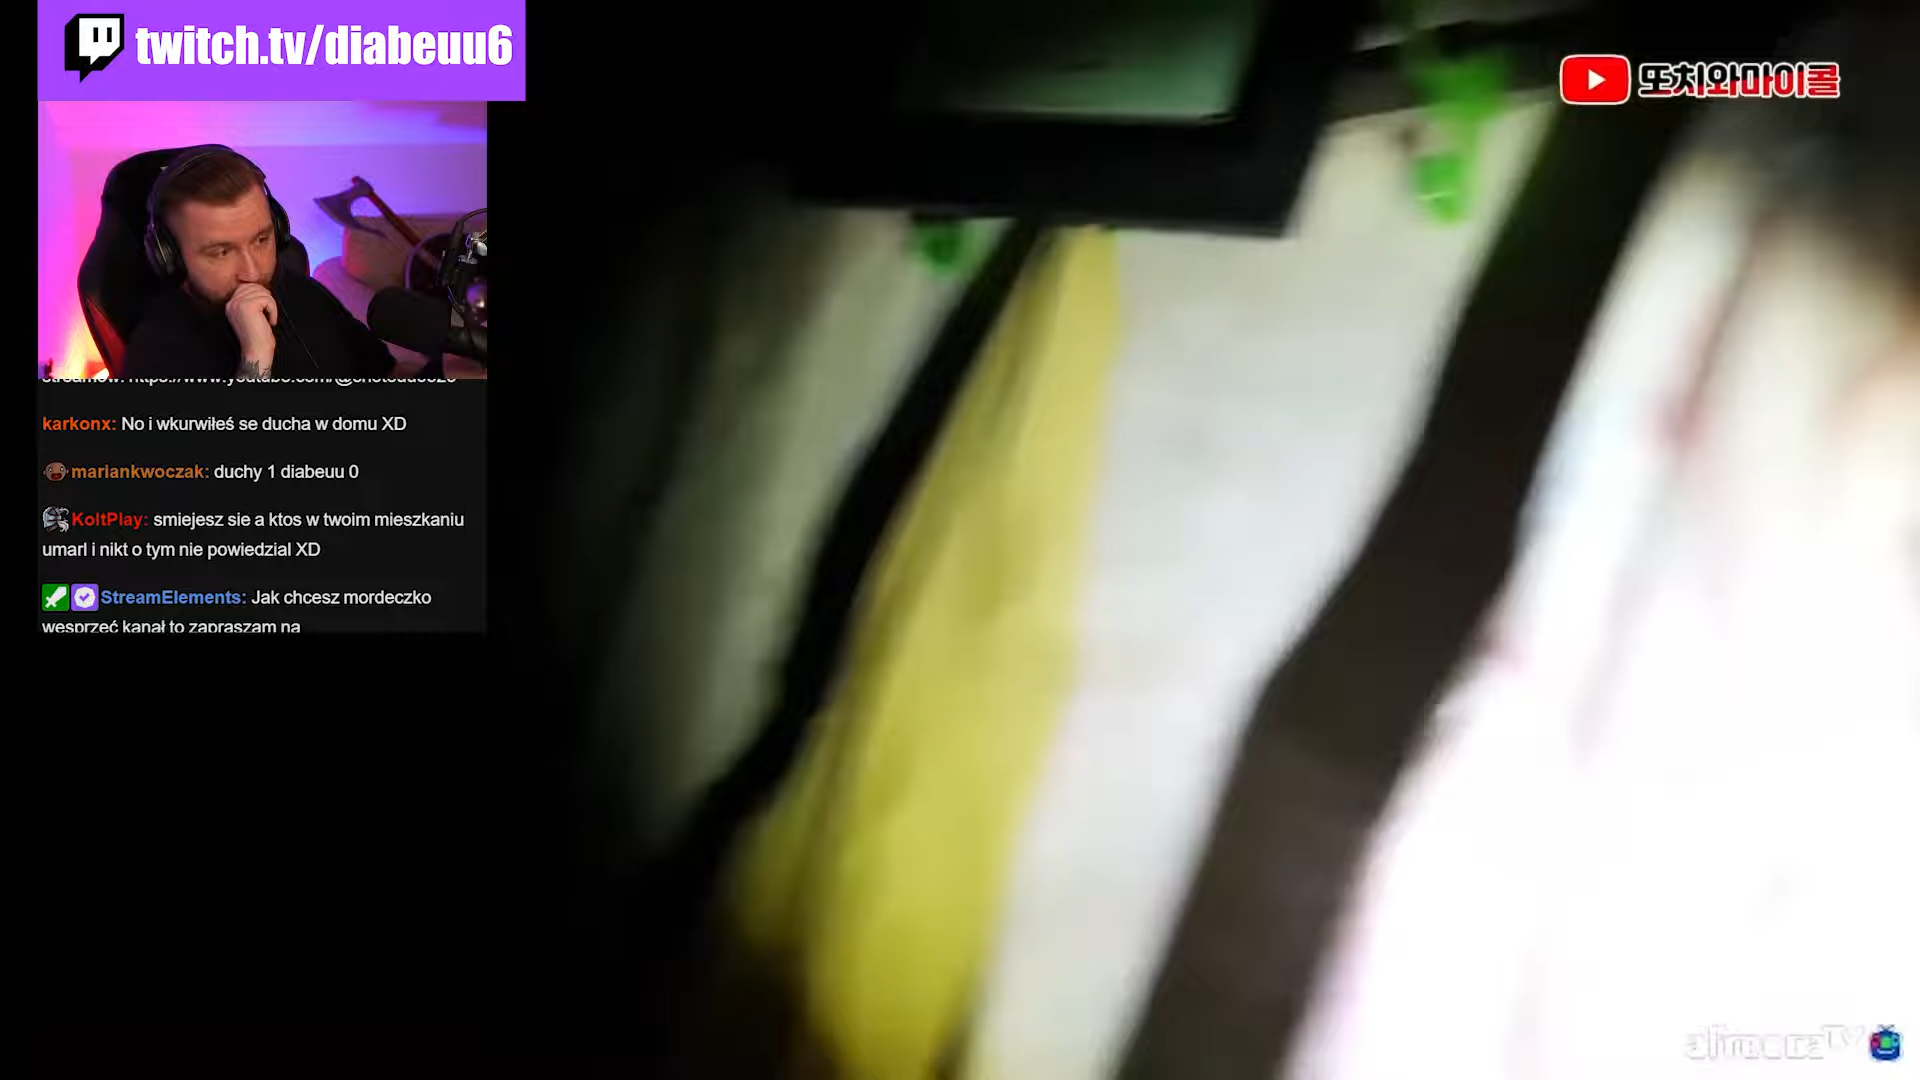 twitch.tv/diabeuu6
또치와마이콜
karkonx: No i wkurwiłeś se ducha w domu XD
mariankwoczak: duchy 1 diabeuu 0
KoltPlay: smiejesz sie a ktos w twoim mieszkaniu
umarl i nikt o tym nie powiedzial XD
StreamElements: Jak chcesz mordeczko
wesprzeć kanał to zapraszam na